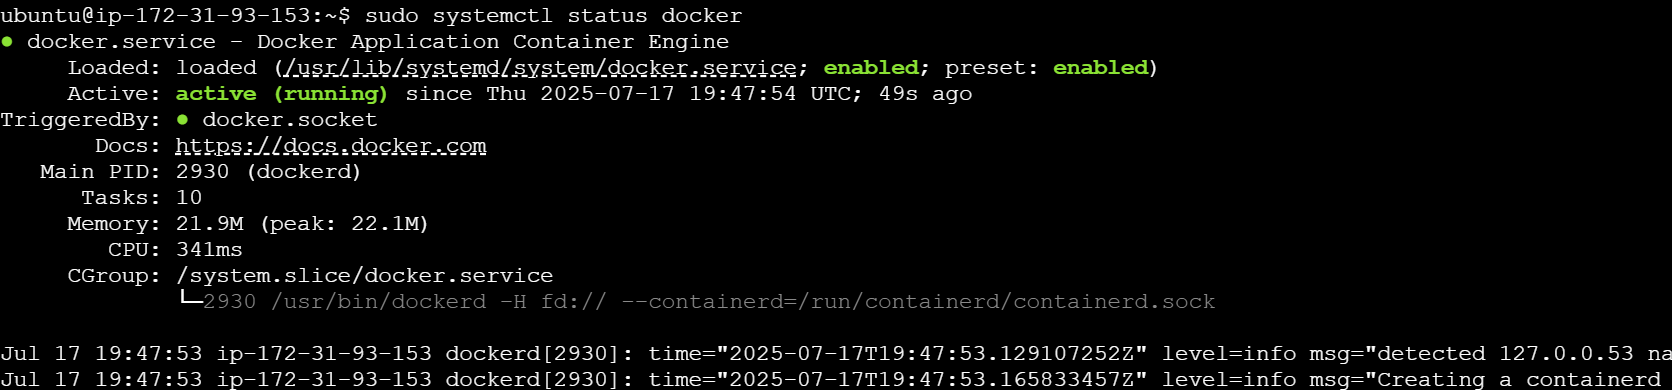 ubuntu@ip-172-31-93-153:~$ sudo systemctl status docker
● docker.service - Docker Application Container Engine
     Loaded: loaded (/usr/lib/systemd/system/docker.service; enabled; preset: enabled)
     Active: active (running) since Thu 2025-07-17 19:47:54 UTC; 49s ago
TriggeredBy: ● docker.socket
       Docs: https://docs.docker.com
   Main PID: 2930 (dockerd)
      Tasks: 10
     Memory: 21.9M (peak: 22.1M)
        CPU: 341ms
     CGroup: /system.slice/docker.service
             └─2930 /usr/bin/dockerd -H fd:// --containerd=/run/containerd/containerd.sock

Jul 17 19:47:53 ip-172-31-93-153 dockerd[2930]: time="2025-07-17T19:47:53.129107252Z" level=info msg="detected 127.0.0.53 na
Jul 17 19:47:53 ip-172-31-93-153 dockerd[2930]: time="2025-07-17T19:47:53.165833457Z" level=info msg="Creating a containerd